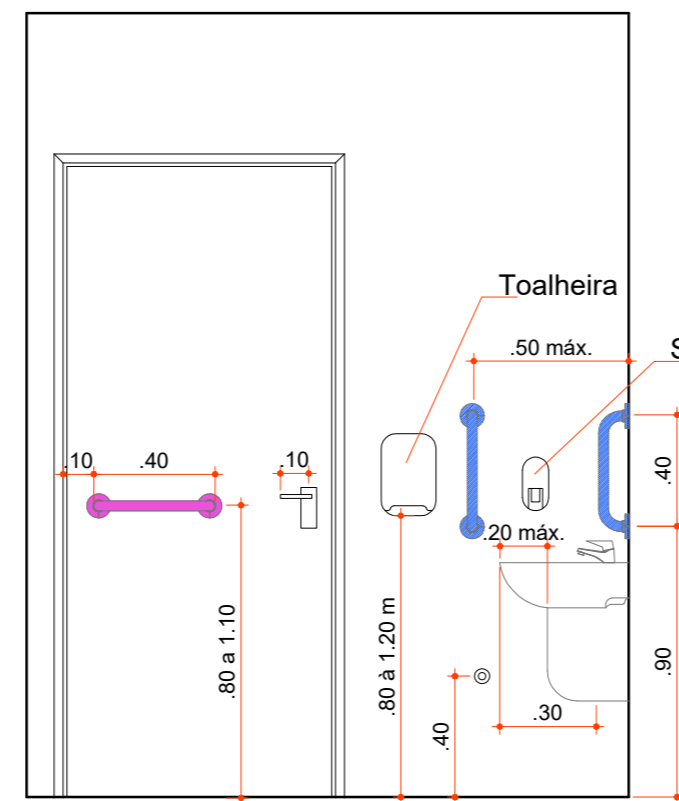 Toalheira
.50 máx.
S
.10
.40
.10
.40
.20 máx.
.80 a 1.10
.80 à 1.20 m
.90
.40
.30